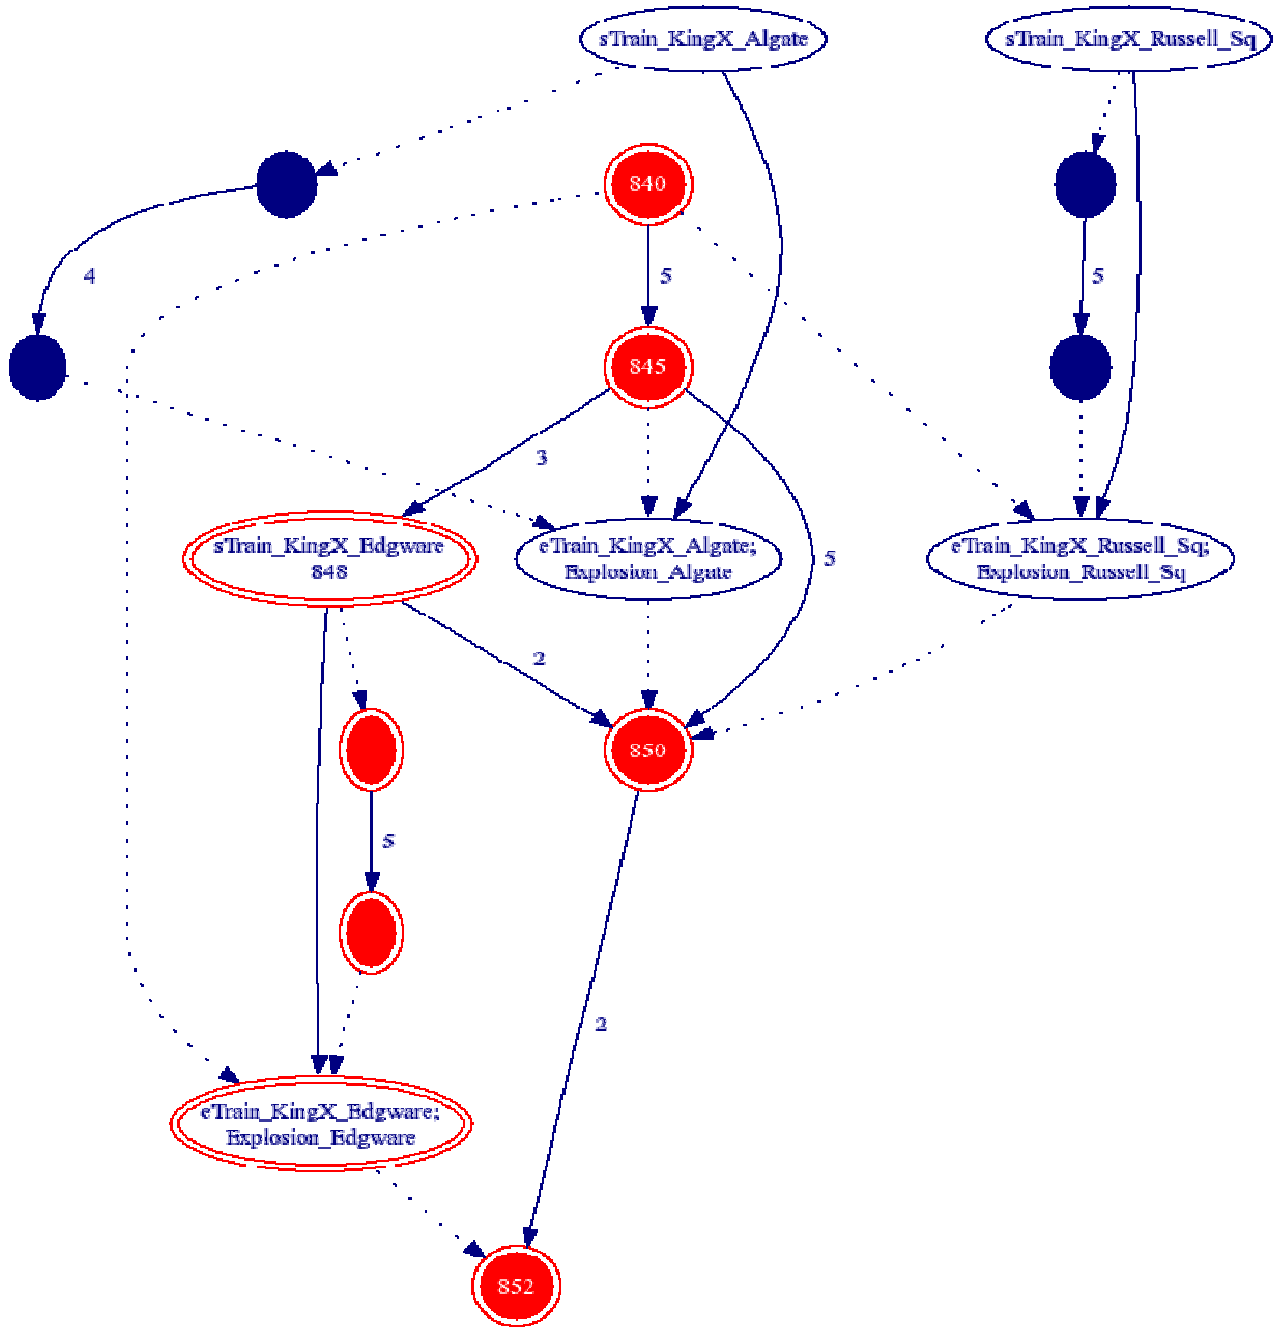 sTrain_KingX_Algate
sTrain_KingX_Russell_Sq
840
4
5
5
845
3
sTrain_KingX_Edgware
848
eTrain_KingX_Algate;
Explosion_Algate
5
eTrain_KingX_Russell_Sq;
Explosion_Russell_Sq
2
850
5
2
eTrain_KingX_Edgware;
Explosion_Edgware
852